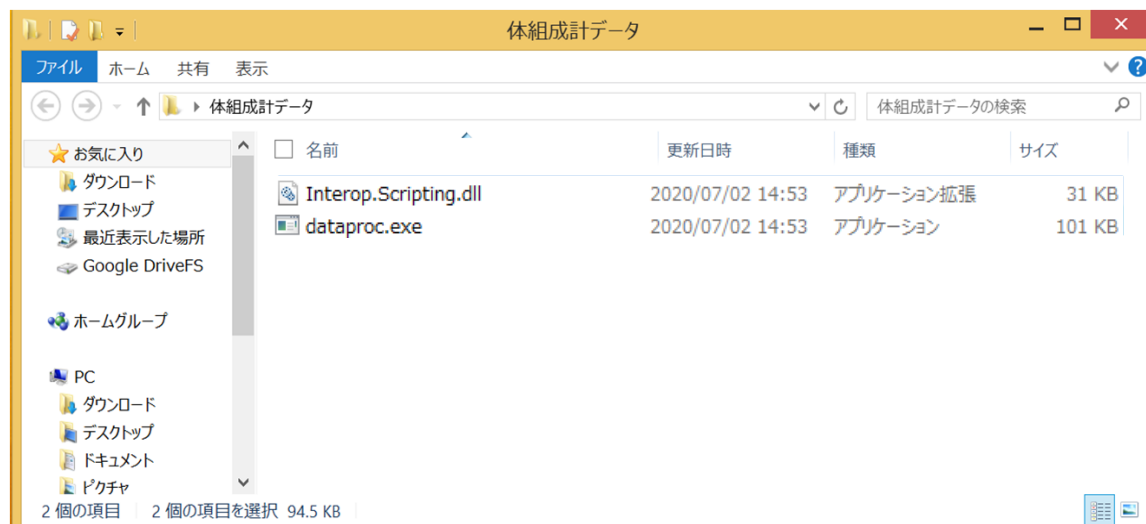 体組成計データ
ファイル ホーム 共有 表示
体組成計データ 体組成計データの検索
お気に入り
ダウンロード
デスクトップ
最近表示した場所
Google DriveFS
ホームグループ
PC
ダウンロード
デスクトップ
ドキュメント
ピクチャ
名前 更新日時 種類 サイズ
Interop.Scripting.dll 2020/07/02 14:53 アプリケーション拡張 31 KB
dataproc.exe 2020/07/02 14:53 アプリケーション 101 KB
2 個の項目 2 個の項目を選択 94.5 KB